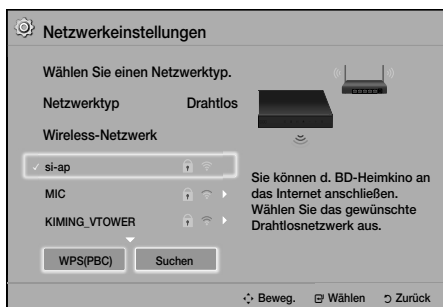 Netzwerkeinstellungen
Wählen Sie einen Netzwerktyp.
Netzwerktyp Drahtlos
Wireless-Netzwerk
si-ap
MIC
KIMING_VTOWER
WPS(PBC) Suchen
Sie können d. BD-Heimkino an
das Internet anschließen.
Wählen Sie das gewünschte
Drahtlosnetzwerk aus.
Beweg. Wählen Zurück